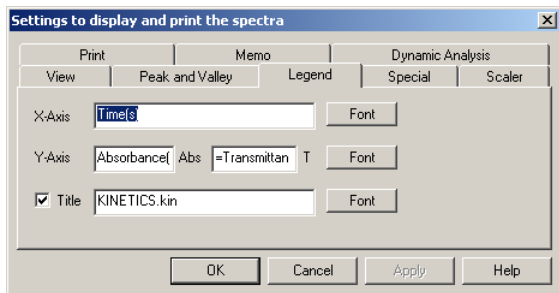 Settings to display and print the spectra
Print Memo Dynamic Analysis
View Peak and Valley Legend Special Scaler
X-Axis Time(s) Font
Y-Axis Absorbance( Abs =Transmittan T Font
Title KINETICS.kin Font
OK Cancel Apply Help